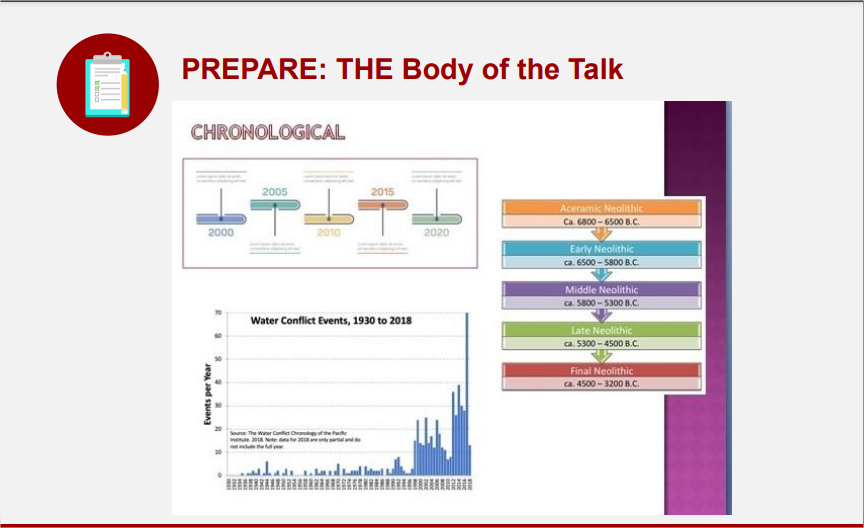 PREPARE: THE Body of the Talk
CHRONOLOGICAL
2005
2015
2000
2010
2020
Aceramic Neolithic
Ca. 6800 – 6500 B.C.
Early Neolithic
ca. 6500 – 5800 B.C.
Middle Neolithic
ca. 5800 – 5300 B.C.
Late Neolithic
ca. 5300 – 4500 B.C.
Final Neolithic
ca. 4500 – 3200 B.C.
Water Conflict Events, 1930 to 2018
Events per Year
70
60
50
40
30
20
10
0
Source: The Water Conflict Chronology of the Pacific
Institute. 2018. Note: data for 2018 are only partial and do
not include the full year.